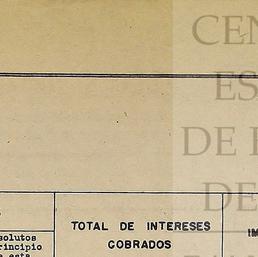 CEN
ES
DE
DE
TOTAL DE INTERESES
COBRADOS
solutos
rincipio
IM